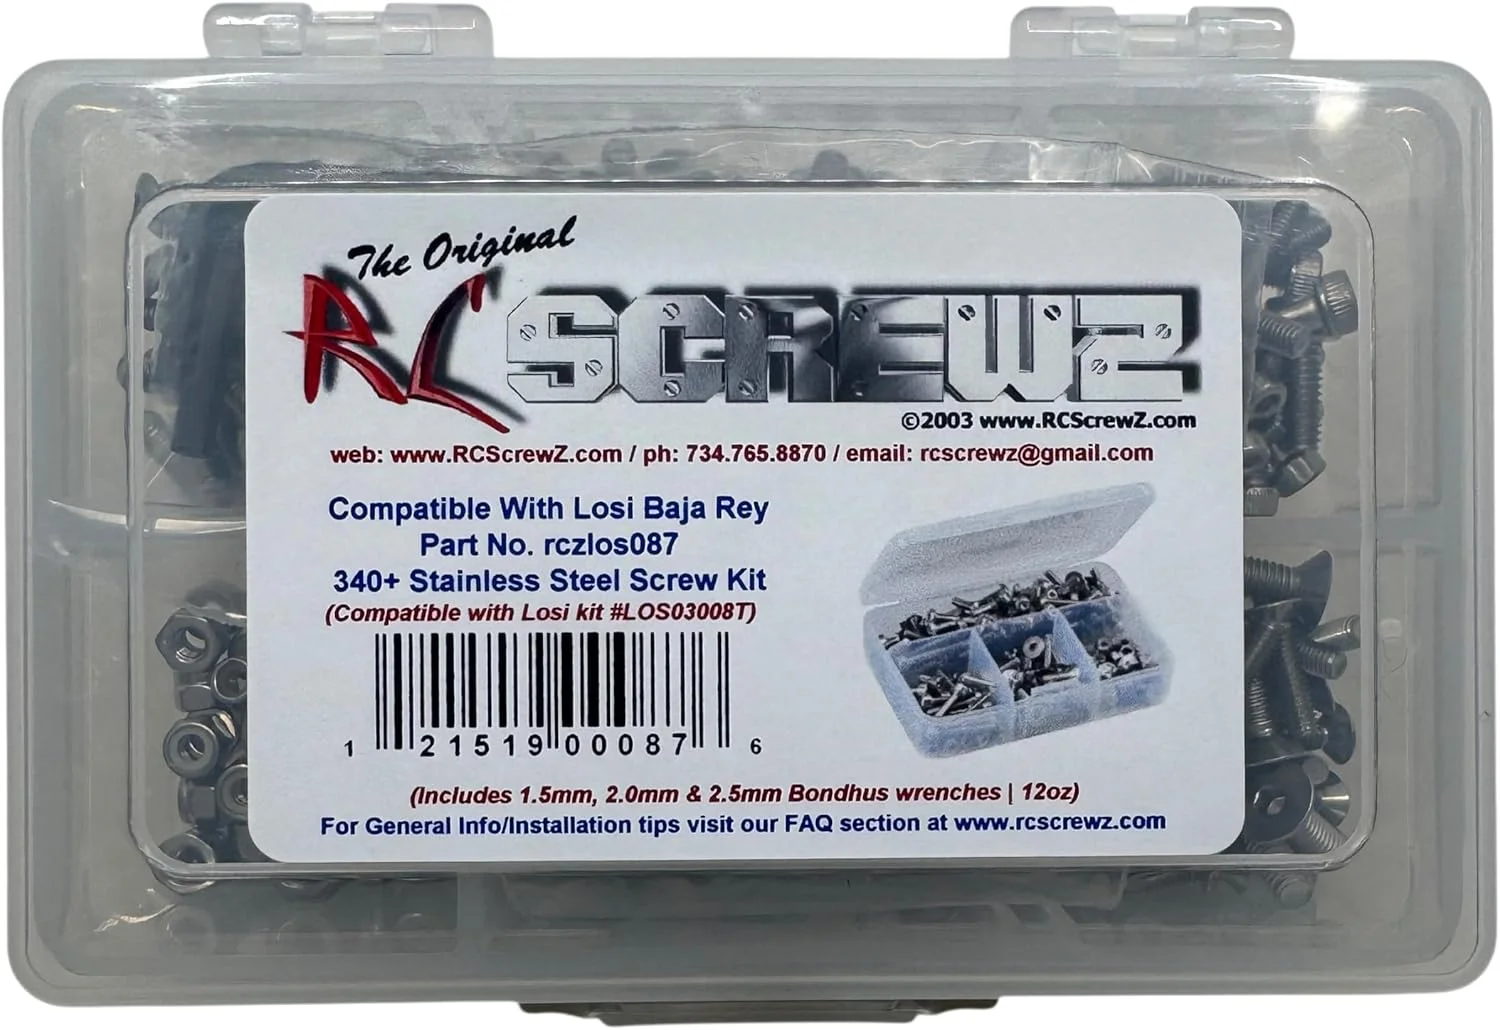 The Original
RC SCREWZ
©2003 www.RCScrewZ.com
web: www.RCScrewZ.com / ph: 734.765.8870 / email: rcscrewz@gmail.com
Compatible With Losi Baja Rey
Part No. rczlos087
340+ Stainless Steel Screw Kit
(Compatible with Losi kit #LOS03008T)
1 21519 00087 6
(Includes 1.5mm, 2.0mm & 2.5mm Bondhus wrenches | 12oz)
For General Info/Installation tips visit our FAQ section at www.rcscrewz.com